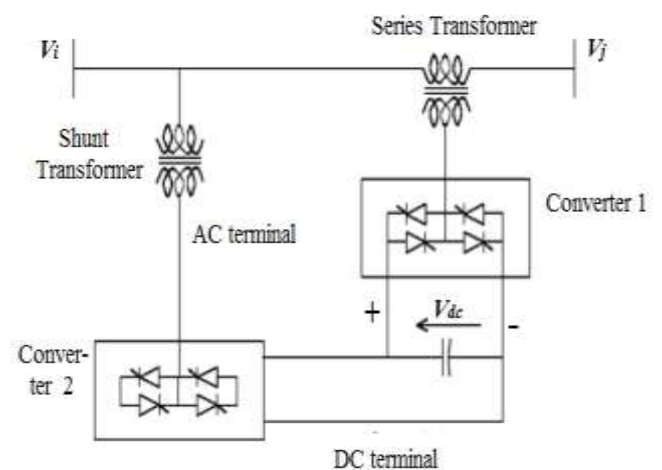 Series Transformer
Vi
Vj
Shunt
Transformer
Converter 1
AC terminal
+
Vdc
-
Conver-
ter 2
DC terminal